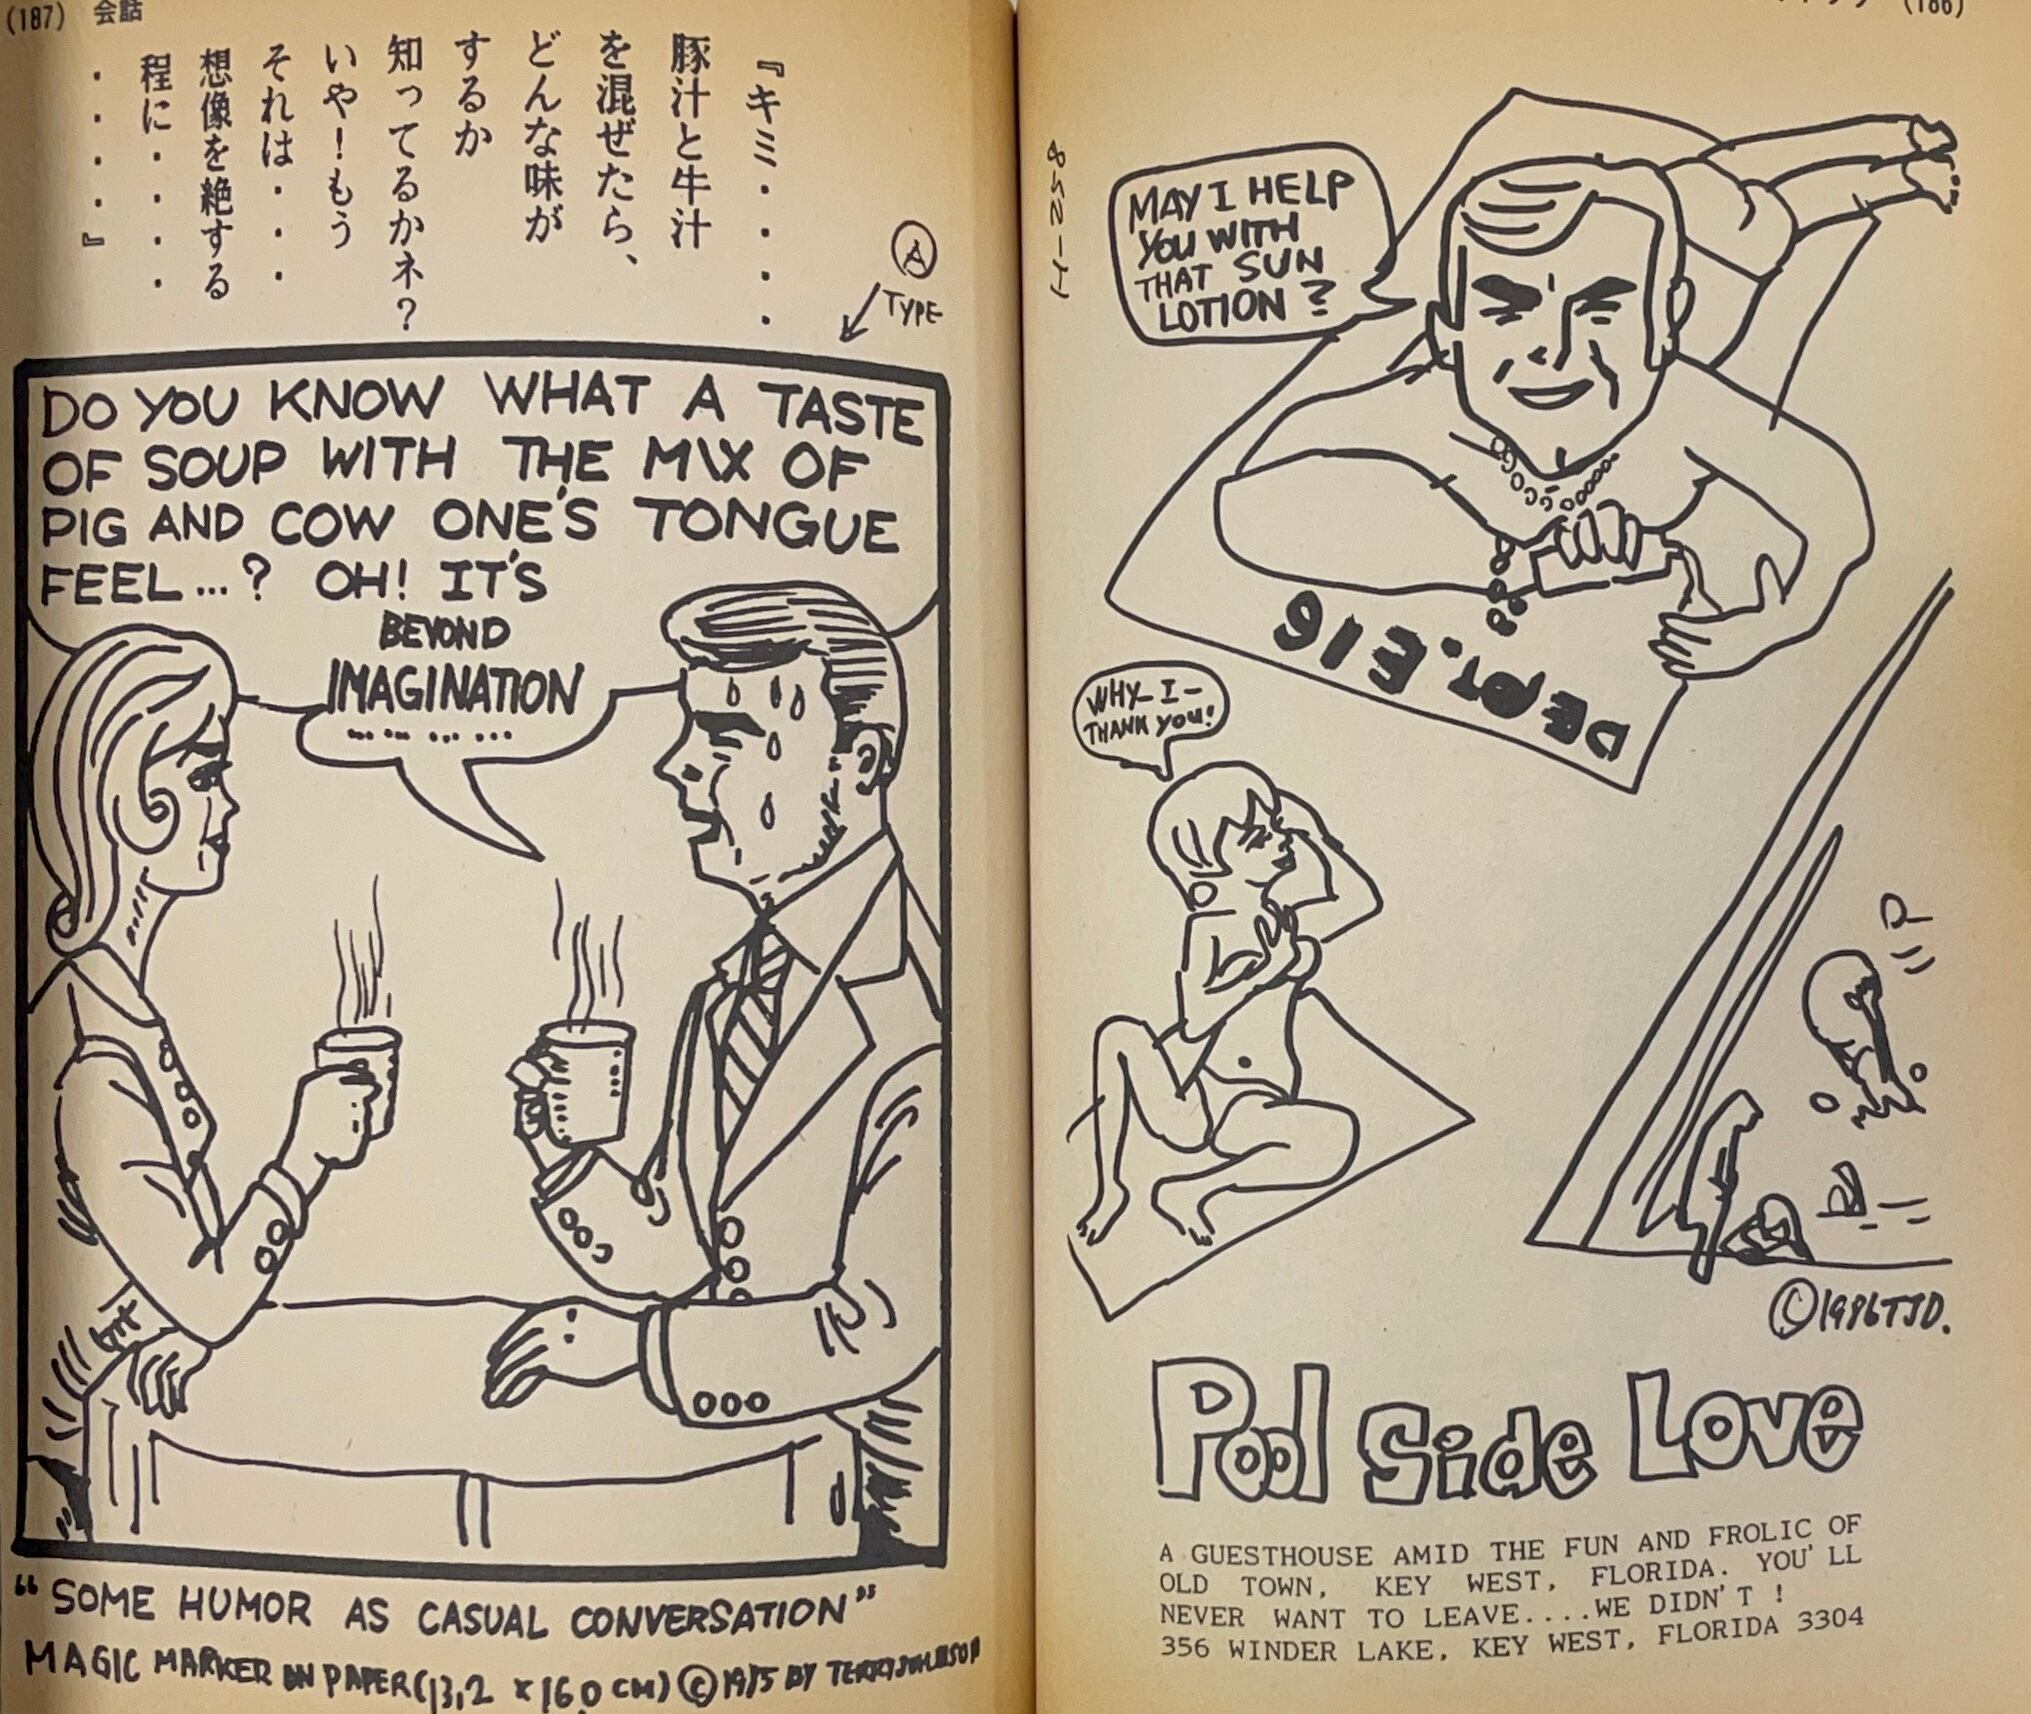 (186)
MAY I HELP
YOU WITH
THAT SUN
LOTION?
DEPT. E16
WHY-I-
THANK YOU!
©1986TJD.
Pool Side Love
A GUESTHOUSE AMID THE FUN AND FROLIC OF
OLD TOWN, KEY WEST, FLORIDA. YOU'LL
NEVER WANT TO LEAVE....WE DIDN'T!
356 WINDER LAKE, KEY WEST, FLORIDA 3304
(187) 会話
『キミ・・・・
豚汁と牛汁
を混ぜたら、
どんな味が
するか
知ってるかネ?
いや!もう
それは・・・
想像を絶する
程に・・・・
・・・・』
A
TYPE
DO YOU KNOW WHAT A TASTE
OF SOUP WITH THE MIX OF
PIG AND COW ONE'S TONGUE
FEEL...? OH! IT'S
BEYOND
IMAGINATION
... ... ... ...
"SOME HUMOR AS CASUAL CONVERSATION"
MAGIC MARKER ON PAPER (13,2 x 16.0 CM) © BY TERRY JOHNSON